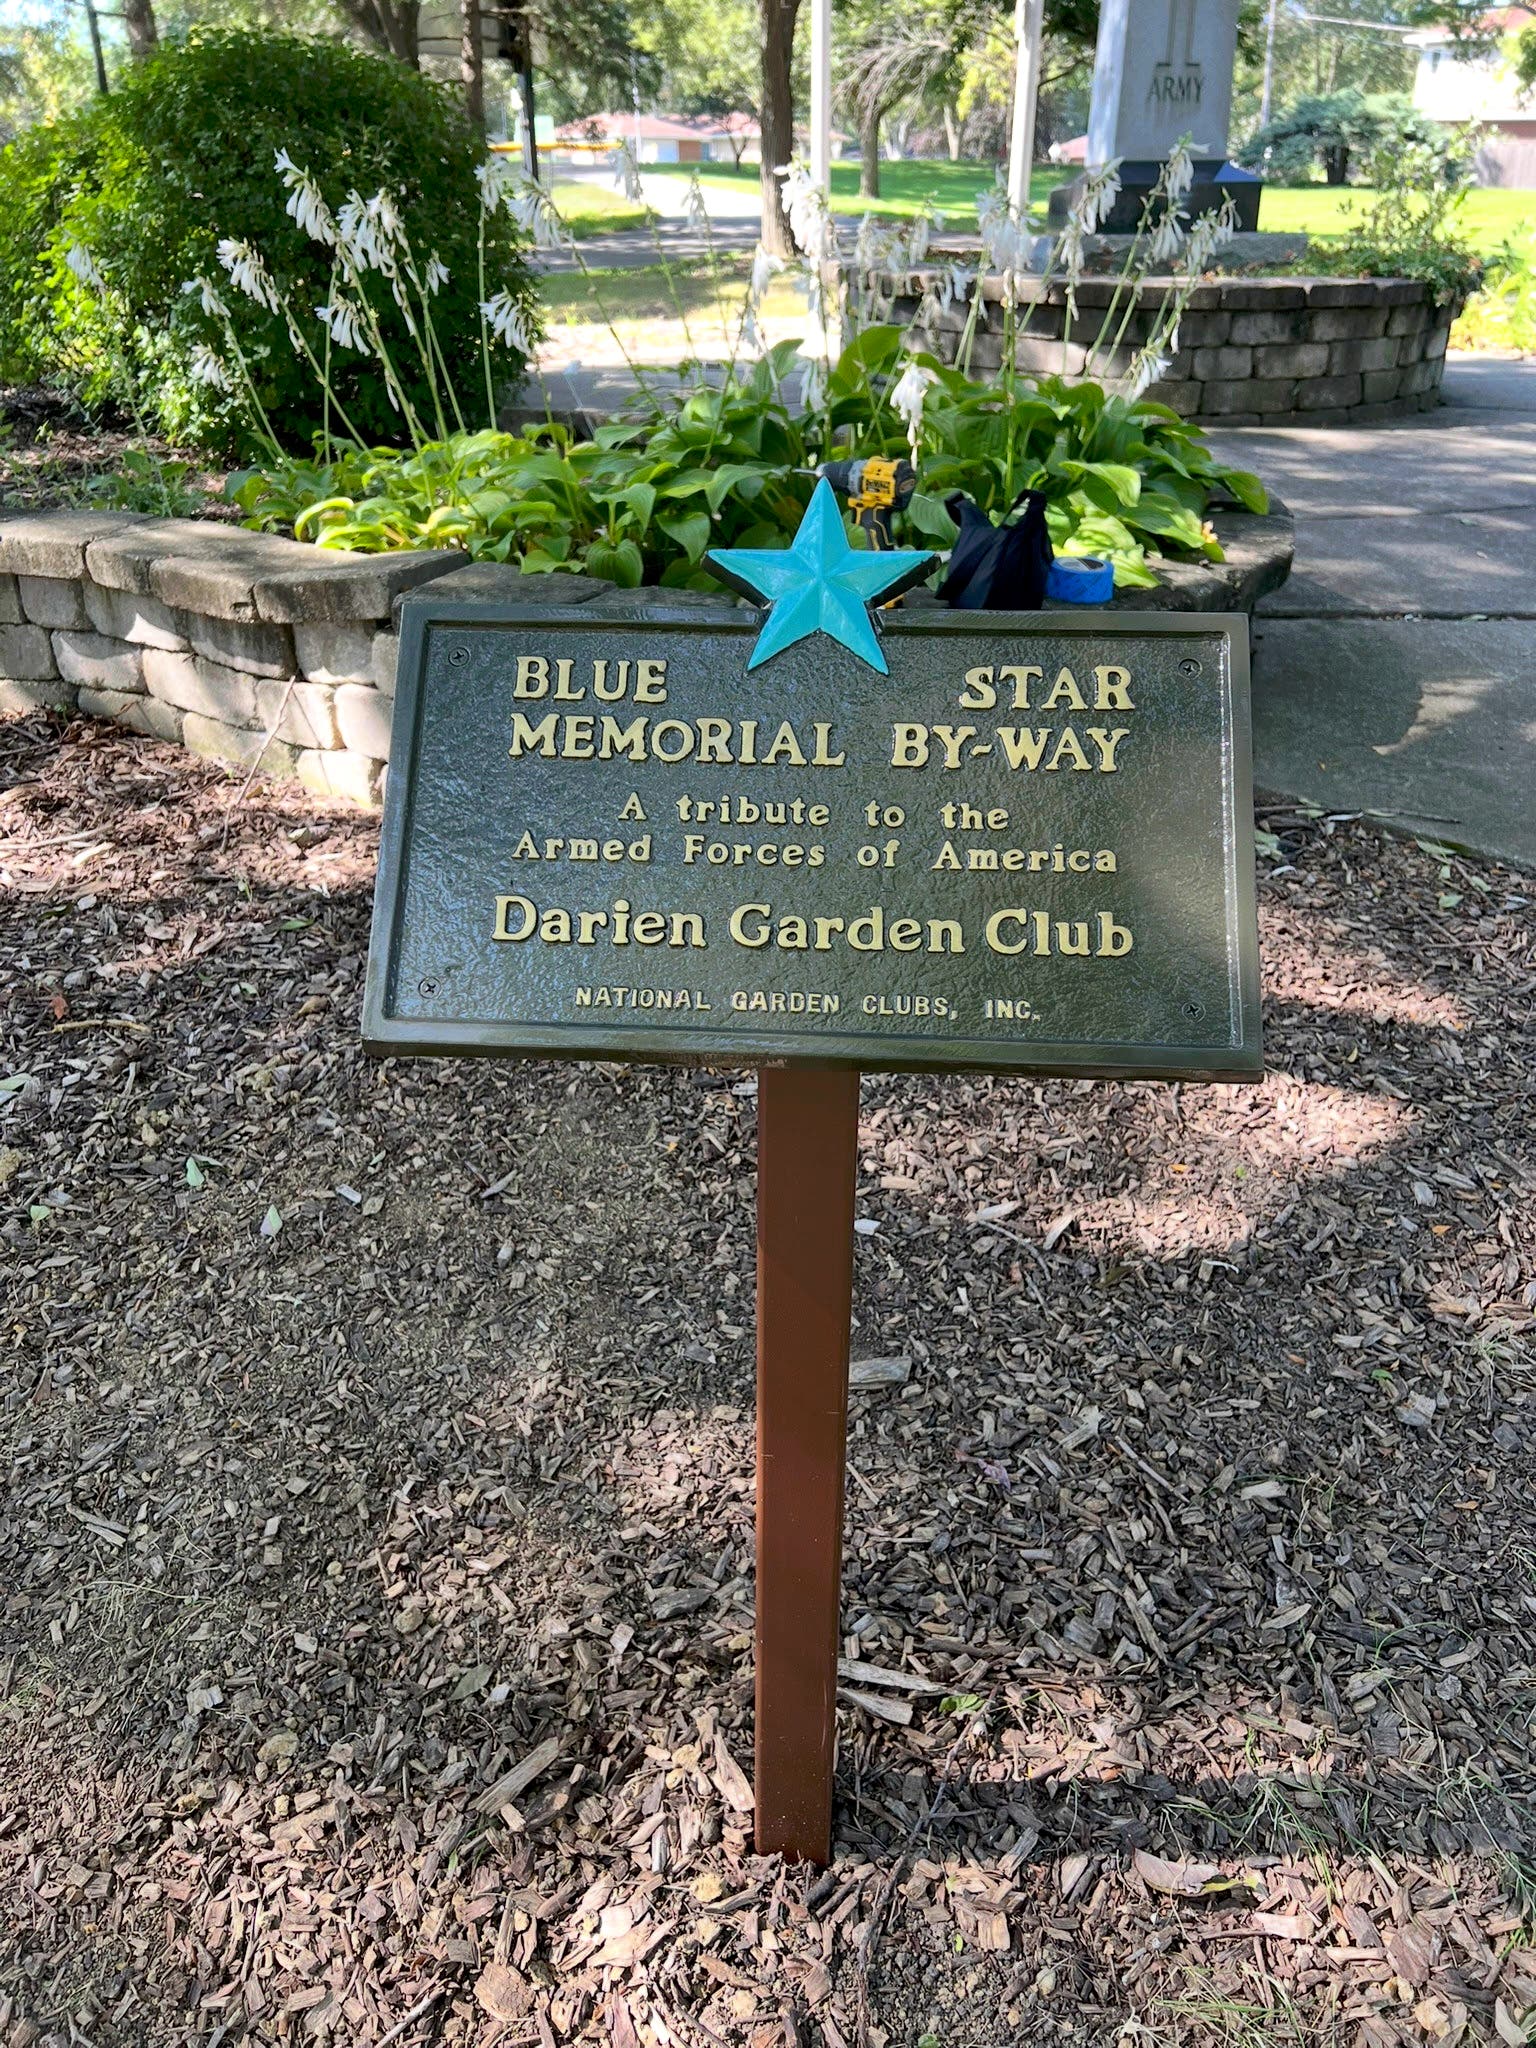 ARMY
DEWALT
BLUE STAR
MEMORIAL BY-WAY
A tribute to the
Armed Forces of America
Darien Garden Club
NATIONAL GARDEN CLUBS, INC.